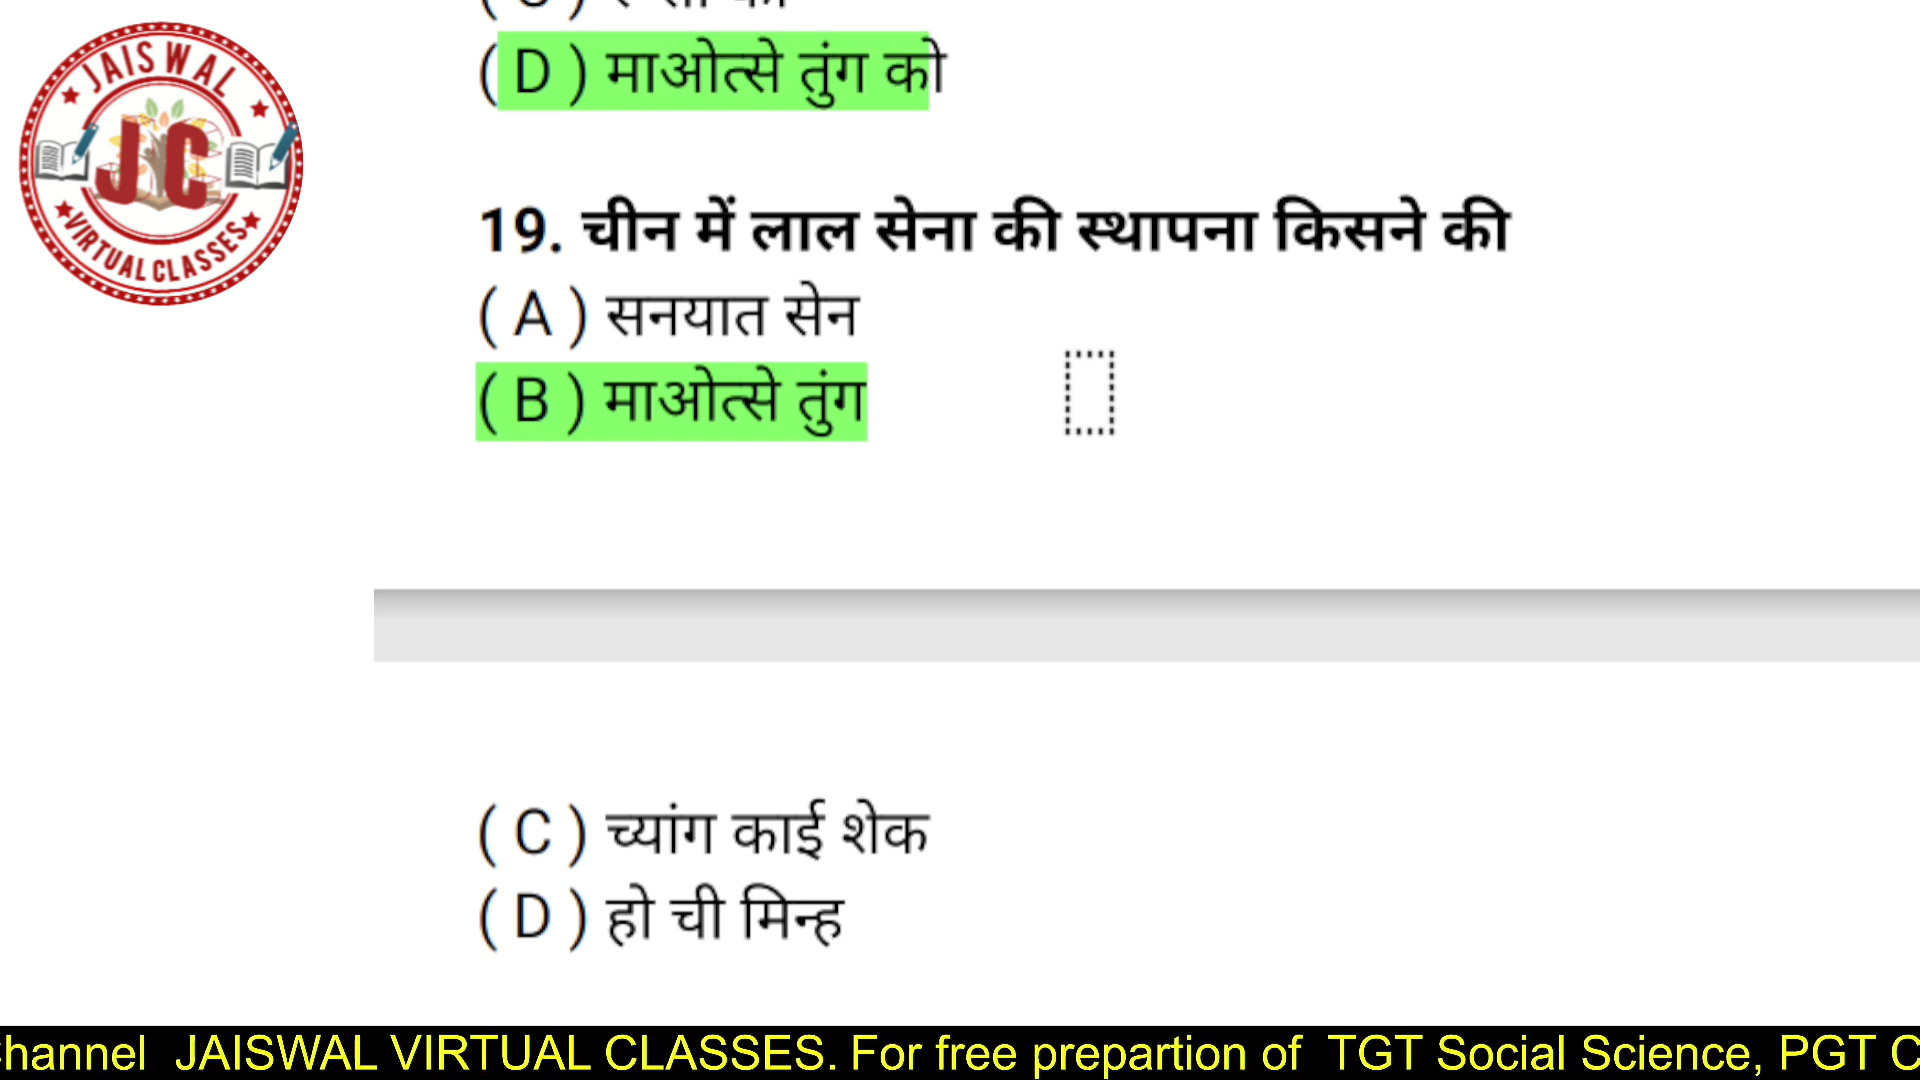 JAISWAL
JC
VIRTUAL CLASSES
( D ) माओत्से तुंग को
19. चीन में लाल सेना की स्थापना किसने की
( A ) सनयात सेन
( B ) माओत्से तुंग
( C ) च्यांग काई शेक
( D ) हो ची मिन्ह
hannel JAISWAL VIRTUAL CLASSES. For free prepartion of TGT Social Science, PGT C